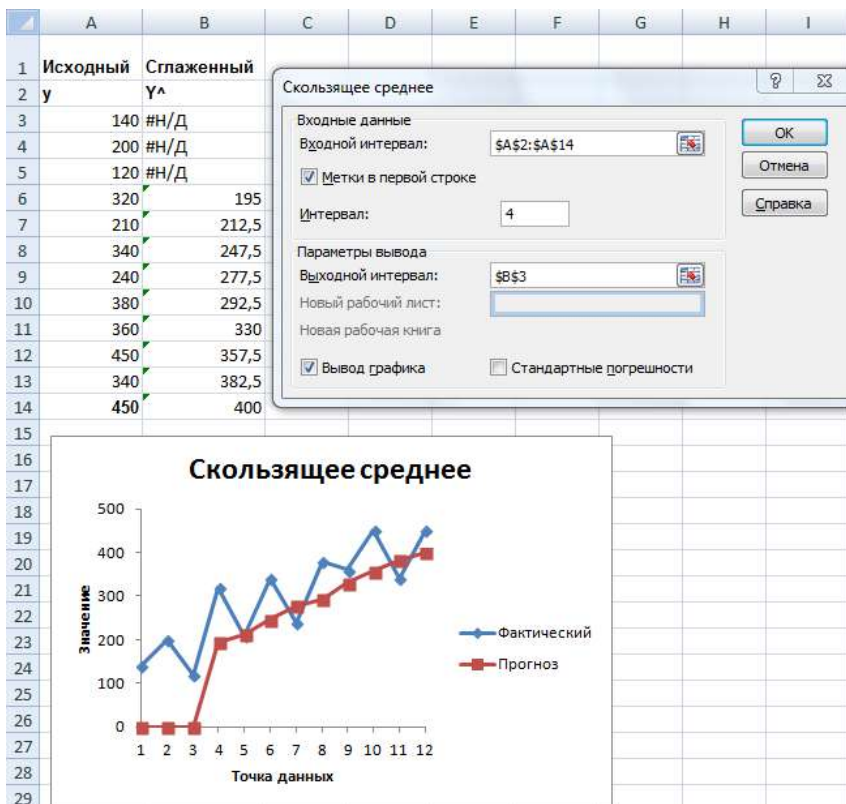 A B C D E F G H I
1 Исходный Сглаженный
2 y Y^
3 140 #Н/Д
4 200 #Н/Д
5 120 #Н/Д
6 320 195
7 210 212,5
8 340 247,5
9 240 277,5
10 380 292,5
11 360 330
12 450 357,5
13 340 382,5
14 450 400
15
16
17
18
19
20
21
22
23
24
25
26
27
28
29
Скользящее среднее
Входные данные
Входной интервал: $A$2:$A$14
Метки в первой строке
Интервал: 4
Параметры вывода
Выходной интервал: $B$3
Новый рабочий лист:
Новая рабочая книга
Вывод графика Стандартные погрешности
?
OK
Отмена
Справка
Скользящее среднее
500
400
300
200
100
0
Значение
1 2 3 4 5 6 7 8 9 10 11 12
Точка данных
Фактический
Прогноз